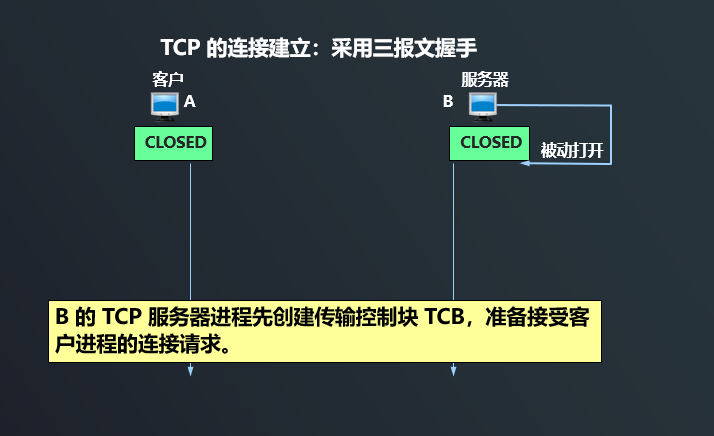 TCP 的连接建立：采用三报文握手
客户
服务器
A
B
CLOSED
CLOSED
被动打开
B 的 TCP 服务器进程先创建传输控制块 TCB，准备接受客
户进程的连接请求。